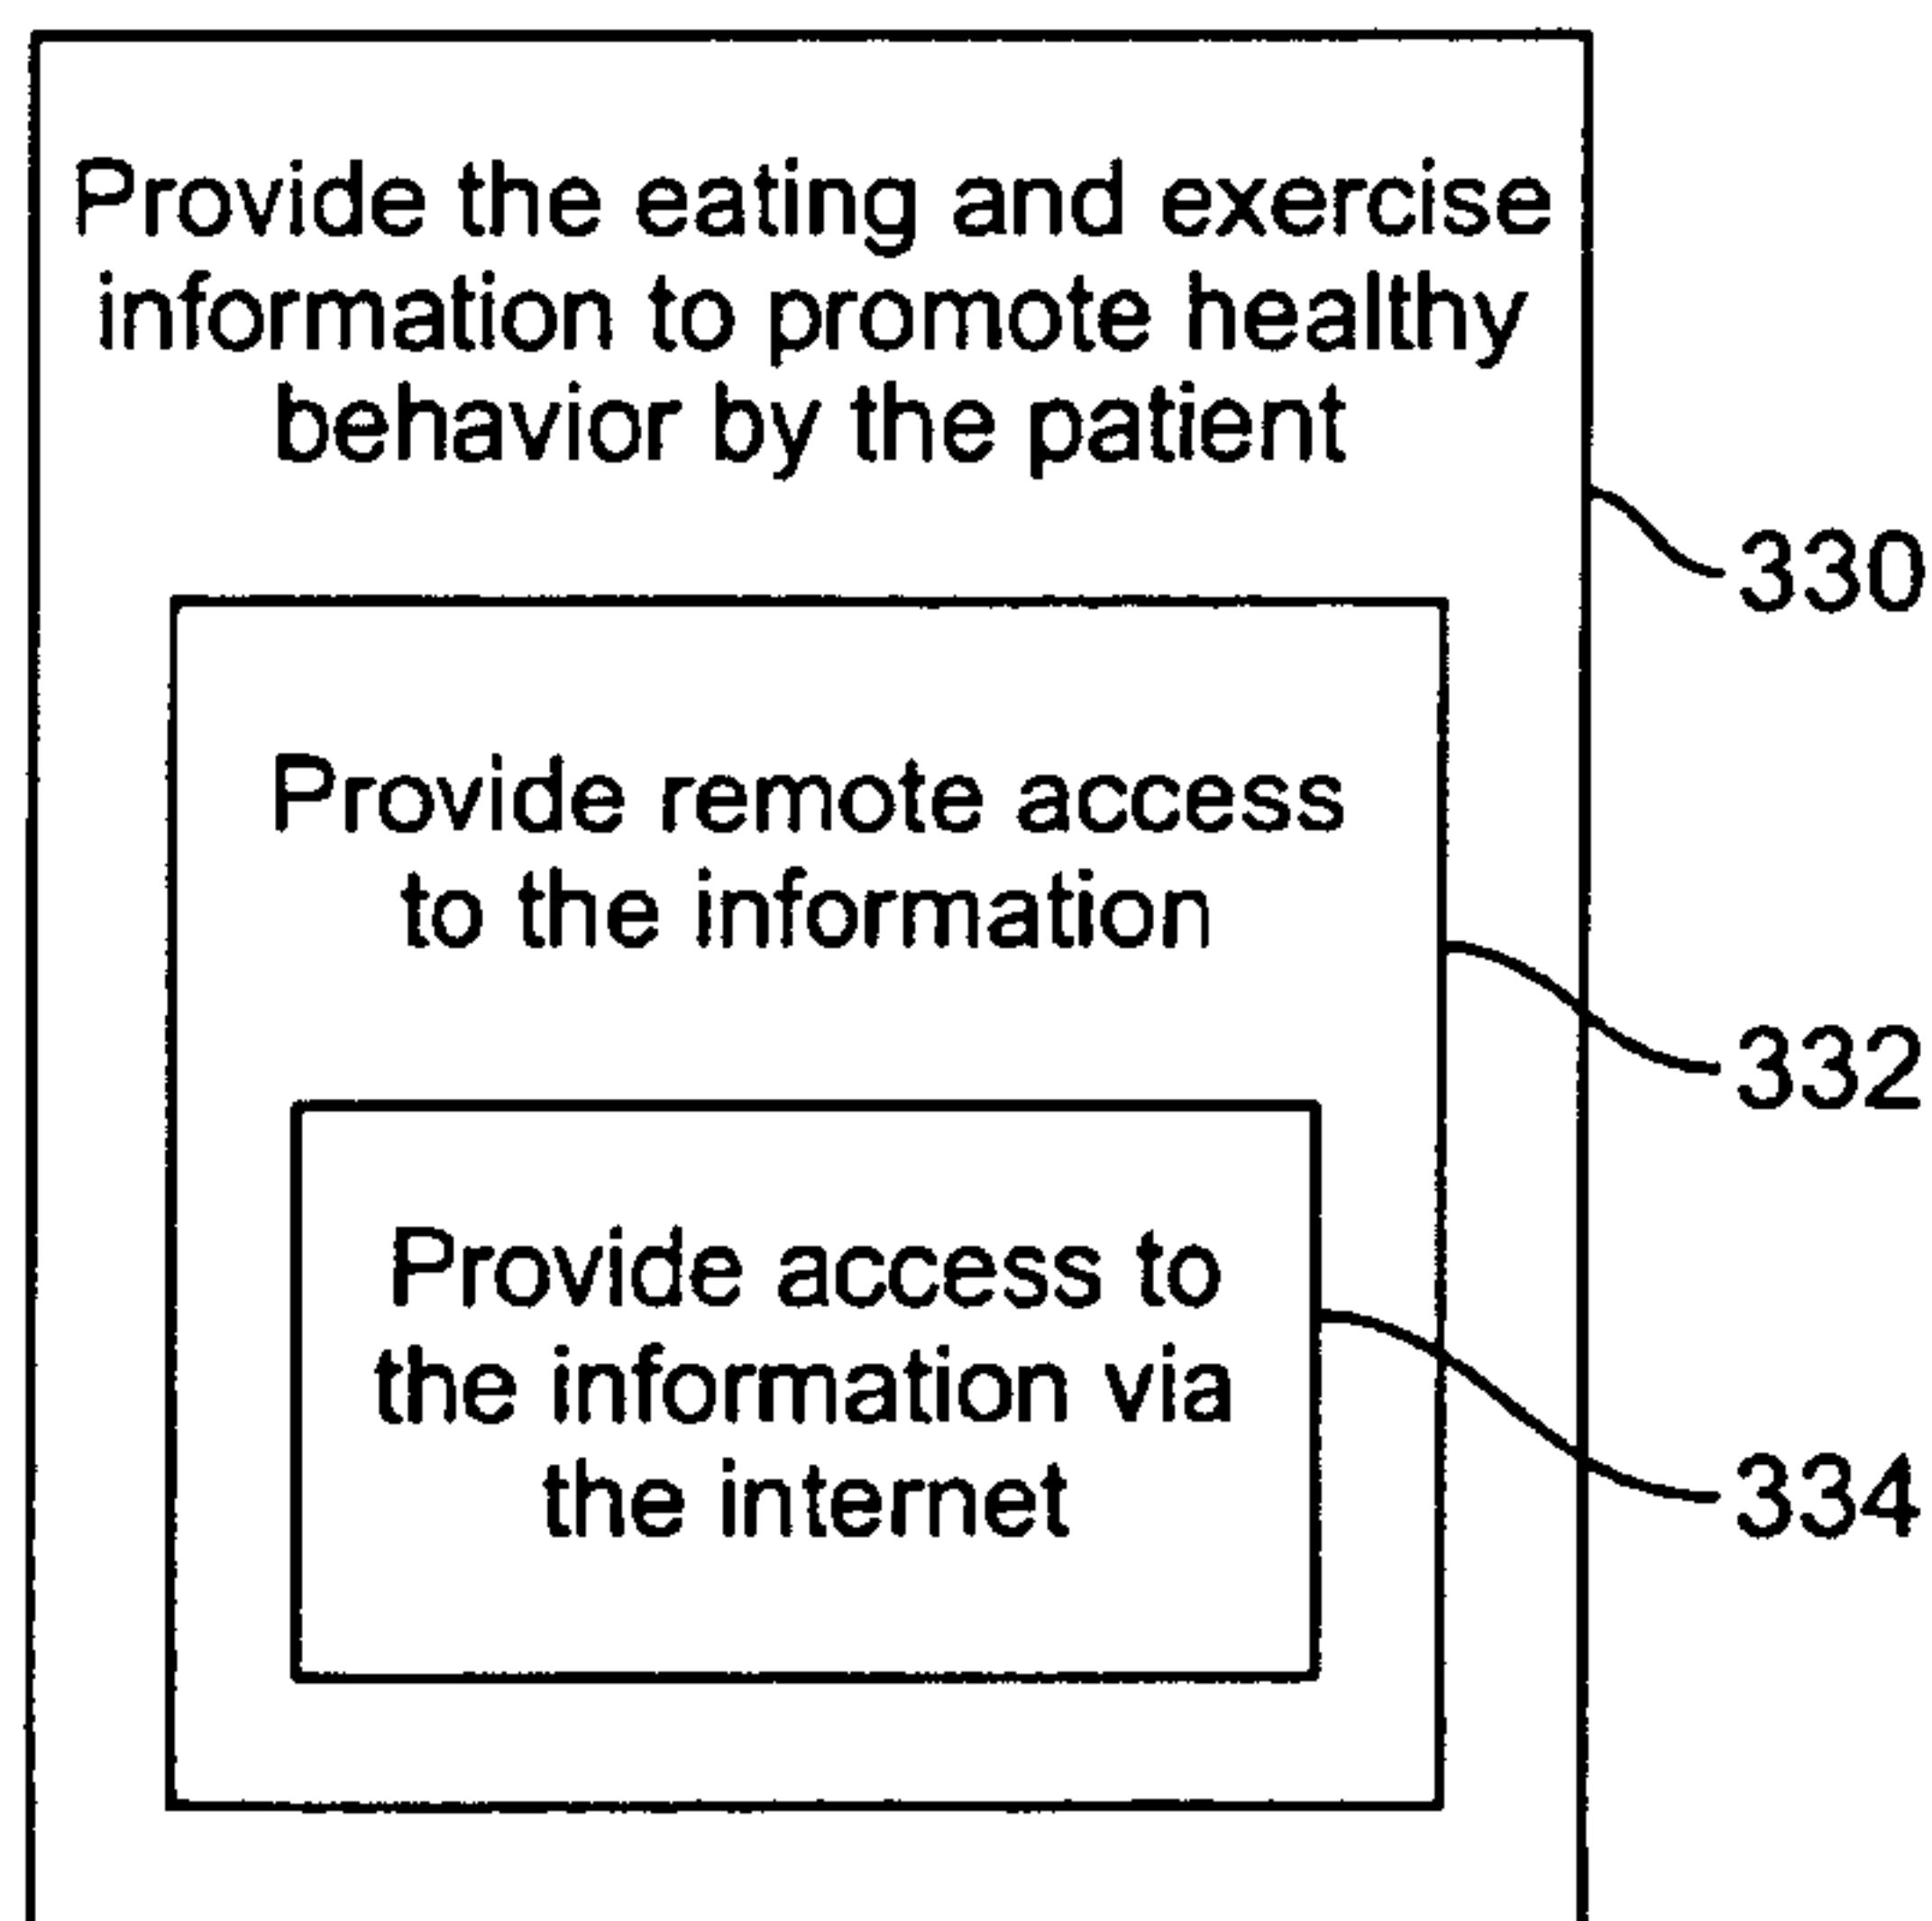 Provide the eating and exercise
information to promote healthy
behavior by the patient
330
Provide remote access
to the information
332
Provide access to
the information via
the internet
334